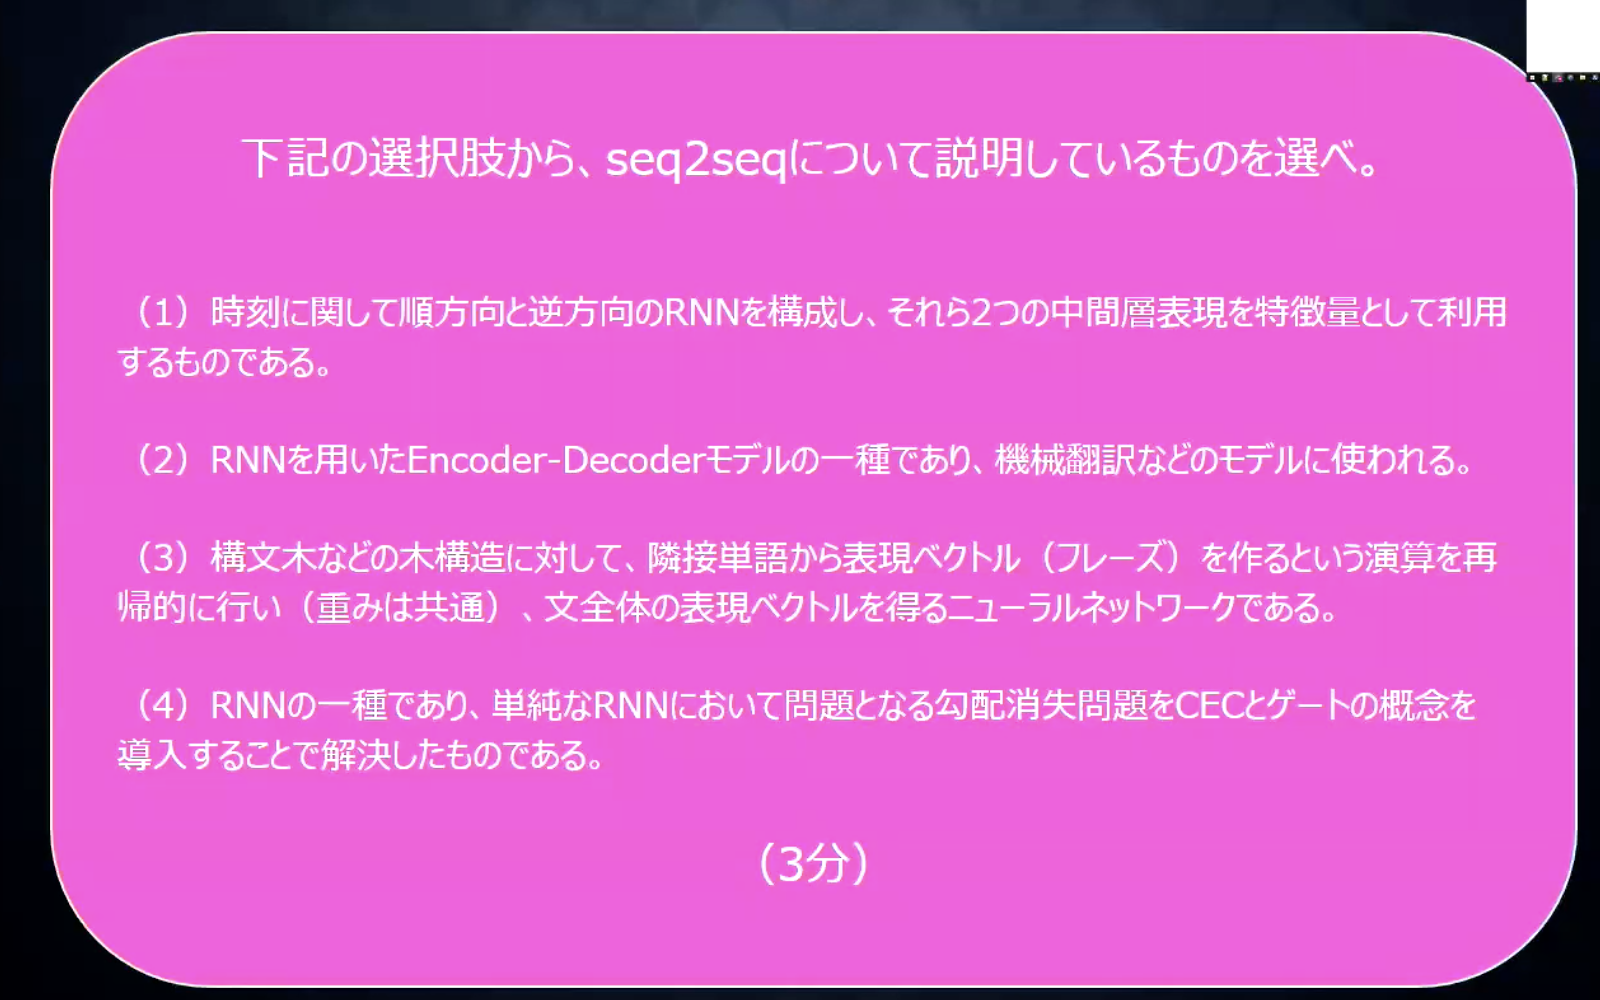 下記の選択肢から、seq2seqについて説明しているものを選べ。
（1）時刻に関して順方向と逆方向のRNNを構成し、それら2つの中間層表現を特徴量として利用
するものである。
（2）RNNを用いたEncoder-Decoderモデルの一種であり、機械翻訳などのモデルに使われる。
（3）構文木などの木構造に対して、隣接単語から表現ベクトル（フレーズ）を作るという演算を再
帰的に行い（重みは共通）、文全体の表現ベクトルを得るニューラルネットワークである。
（4）RNNの一種であり、単純なRNNにおいて問題となる勾配消失問題をCECとゲートの概念を
導入することで解決したものである。
（3分）